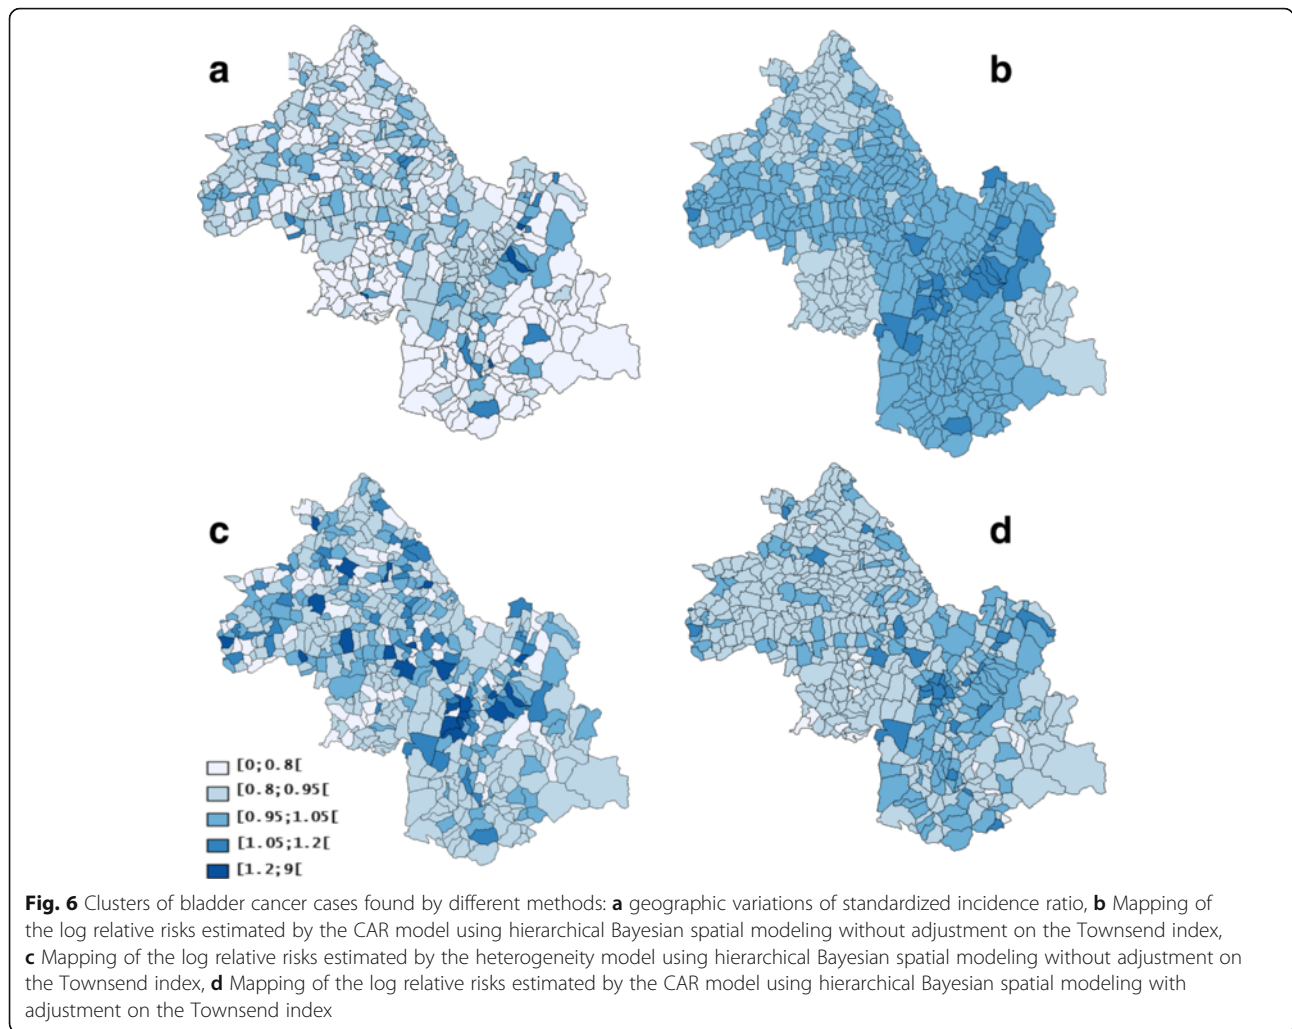 a
b
c
d
[0;0.8[
[0.8;0.95[
[0.95;1.05[
[1.05;1.2[
[1.2;9[
Fig. 6 Clusters of bladder cancer cases found by different methods: a geographic variations of standardized incidence ratio, b Mapping of
the log relative risks estimated by the CAR model using hierarchical Bayesian spatial modeling without adjustment on the Townsend index,
c Mapping of the log relative risks estimated by the heterogeneity model using hierarchical Bayesian spatial modeling without adjustment on
the Townsend index, d Mapping of the log relative risks estimated by the CAR model using hierarchical Bayesian spatial modeling with
adjustment on the Townsend index